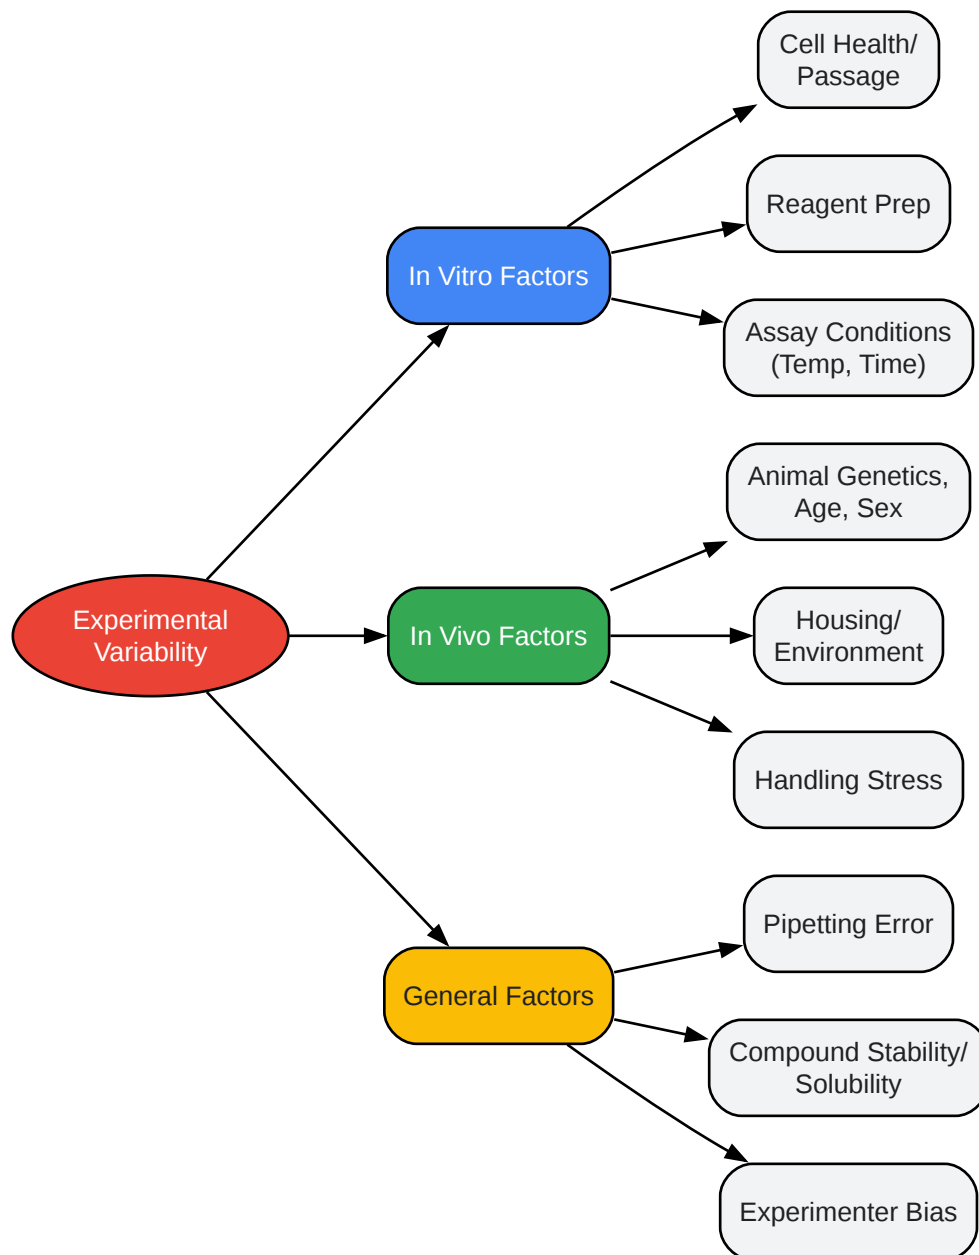 Experimental
Variability
In Vitro Factors
Cell Health/
Passage
Reagent Prep
Assay Conditions
(Temp, Time)
In Vivo Factors
Animal Genetics,
Age, Sex
Housing/
Environment
Handling Stress
General Factors
Pipetting Error
Compound Stability/
Solubility
Experimenter Bias